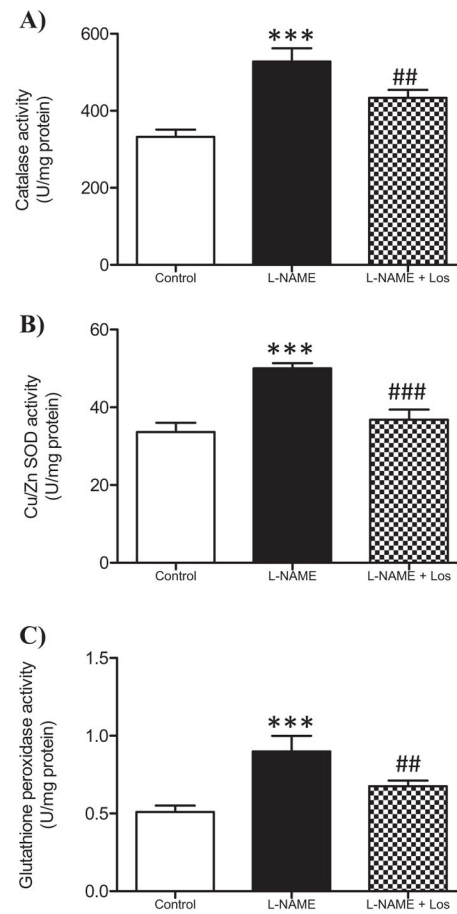 A)
Catalase activity
(U/mg protein)
600
400
200
0
***
##
Control
L-NAME
L-NAME + Los
B)
Cu/Zn SOD activity
(U/mg protein)
60
40
20
0
***
###
Control
L-NAME
L-NAME + Los
C)
Glutathione peroxidase activity
(U/mg protein)
1.5
1.0
0.5
0.0
***
##
Control
L-NAME
L-NAME + Los